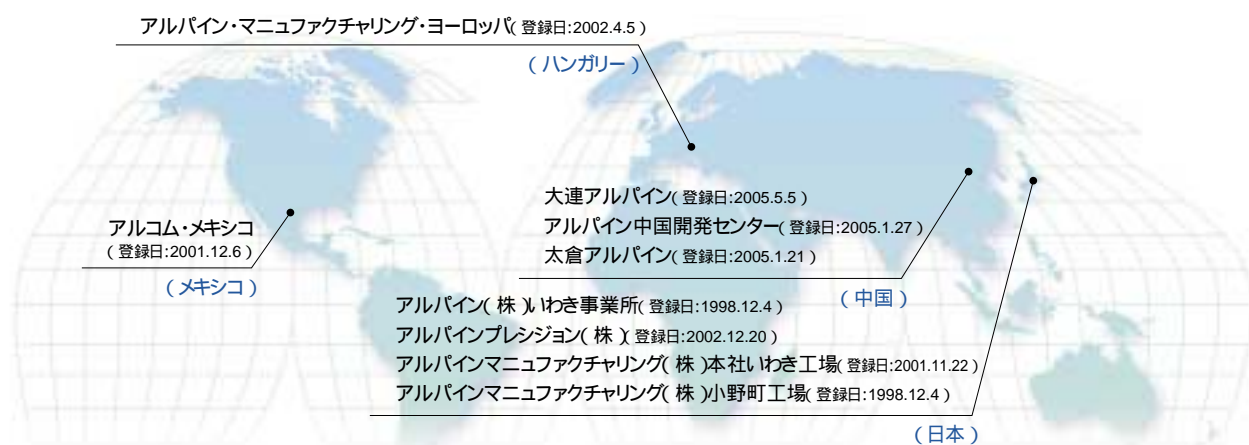 アルパイン・マニュファクチャリング・ヨーロッパ( 登録日:2002.4.5 )
( ハンガリー )
アルコム・メキシコ
( 登録日:2001.12.6 )
( メキシコ )
大連アルパイン( 登録日:2005.5.5 )
アルパイン中国開発センター( 登録日:2005.1.27 )
太倉アルパイン( 登録日:2005.1.21 )
( 中国 )
アルパイン( 株 )いわき事業所( 登録日:1998.12.4 )
アルパインプレシジョン( 株 )( 登録日:2002.12.20 )
アルパインマニュファクチャリング( 株 )本社いわき工場( 登録日:2001.11.22 )
アルパインマニュファクチャリング( 株 )小野町工場( 登録日:1998.12.4 )
( 日本 )